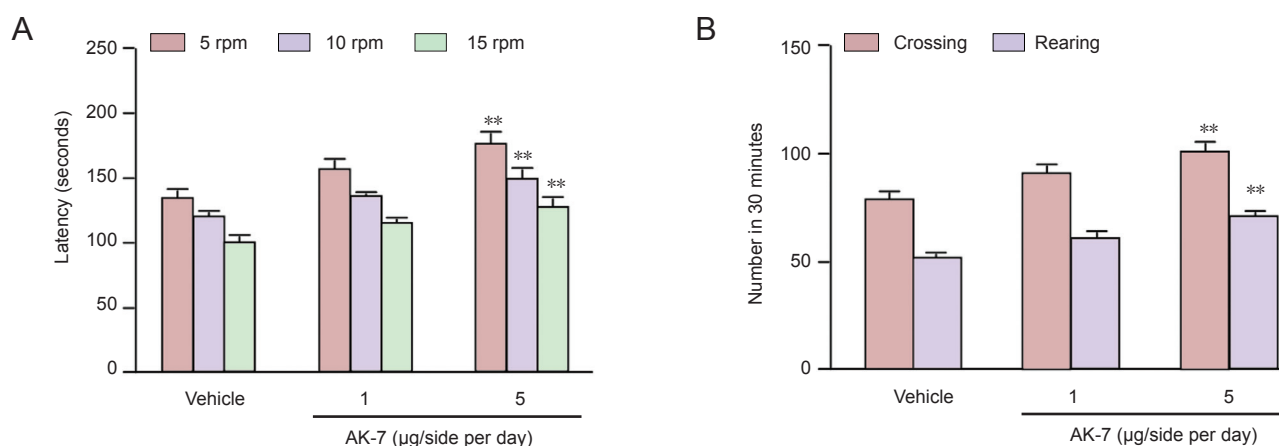 A
5 rpm 10 rpm 15 rpm
Latency (seconds)
250
200
150
100
50
0
** ** **
Vehicle 1 5
AK-7 (µg/side per day)
B
Crossing Rearing
Number in 30 minutes
150
100
50
0
** **
Vehicle 1 5
AK-7 (µg/side per day)